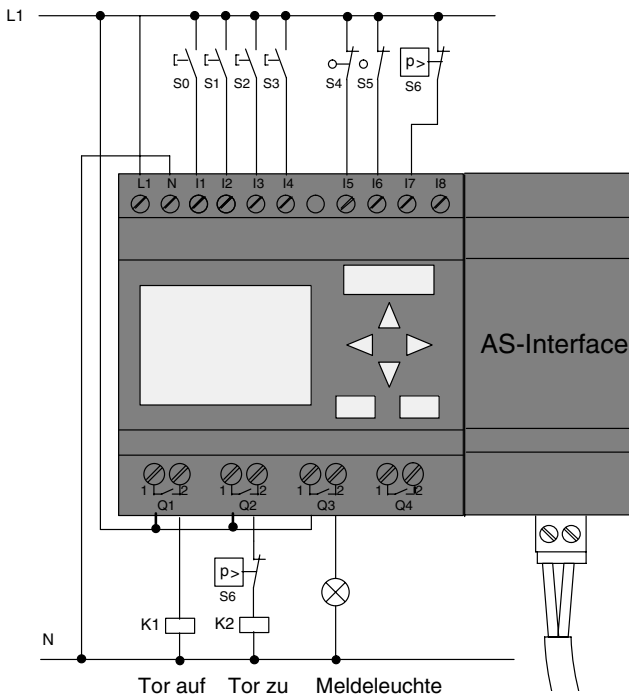 L1
S0 S1 S2 S3 S4 S5 p> S6
L1 N I1 I2 I3 I4 I5 I6 I7 I8
AS-Interface
1 2 1 2 1 2 1 2
Q1 Q2 Q3 Q4
p>
S6
K1 K2
N
Tor auf Tor zu Meldeleuchte